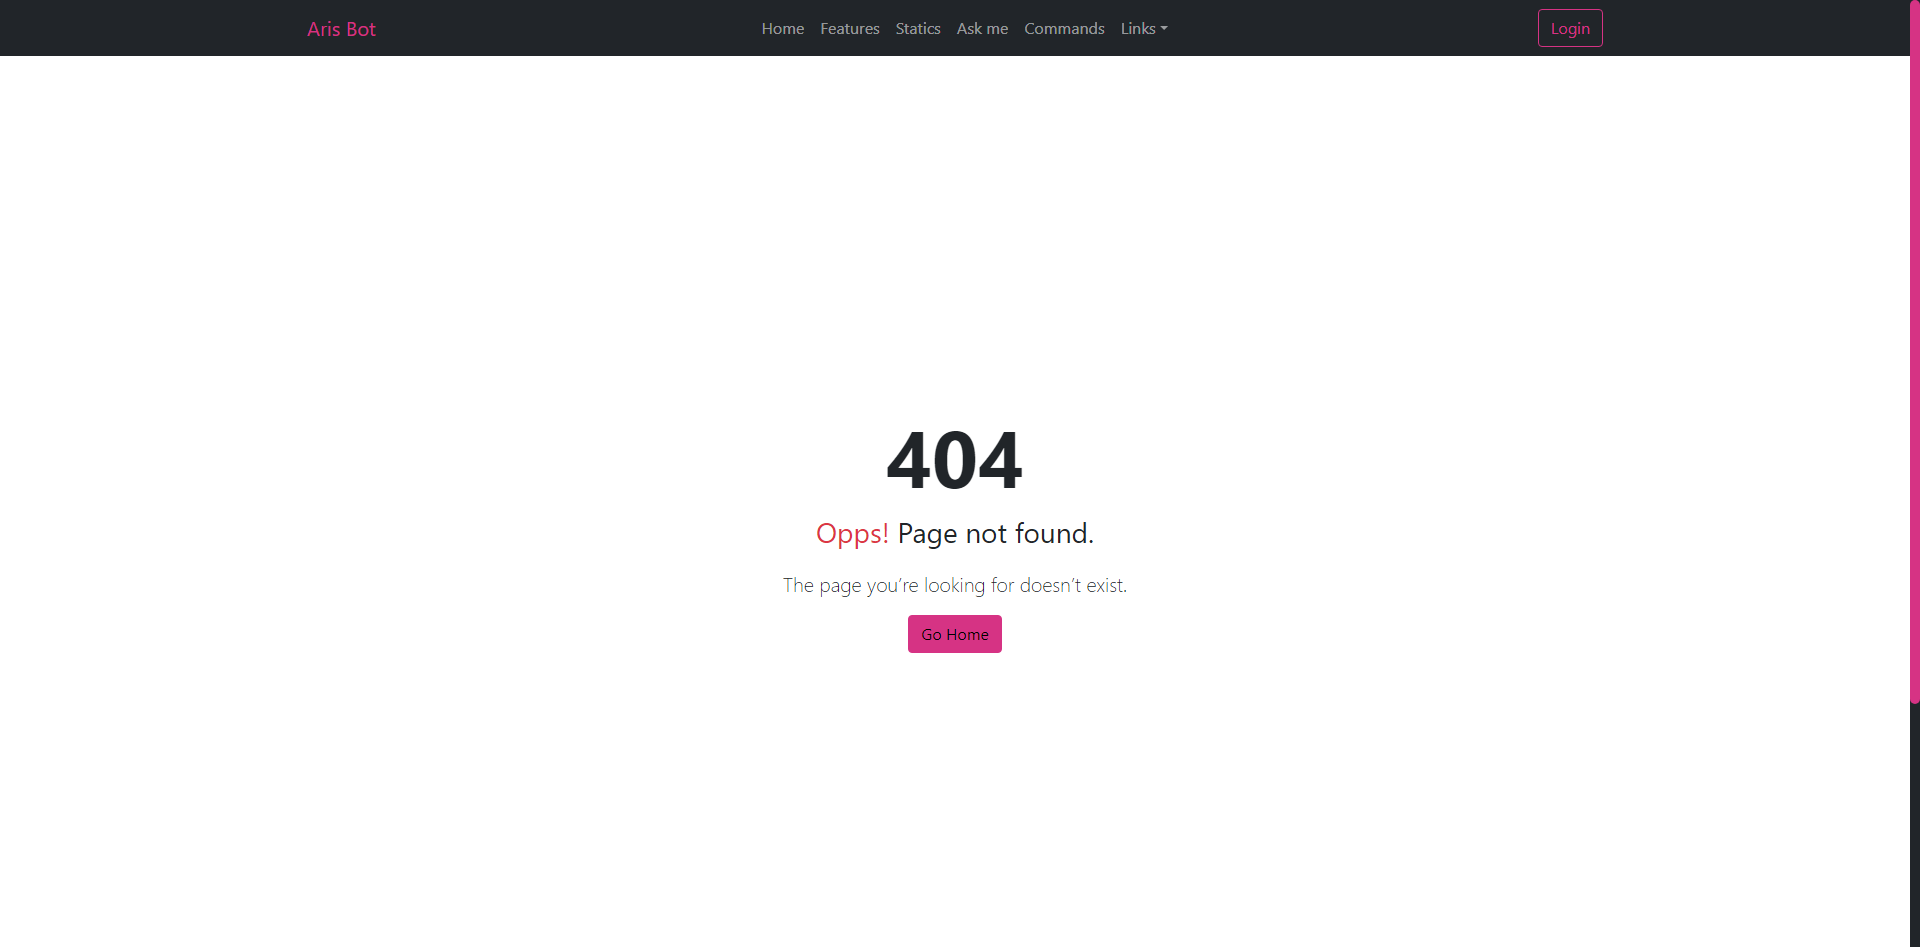 Aris Bot
Home Features Statics Ask me Commands Links
Login
404
Opps! Page not found.
The page you’re looking for doesn’t exist.
Go Home